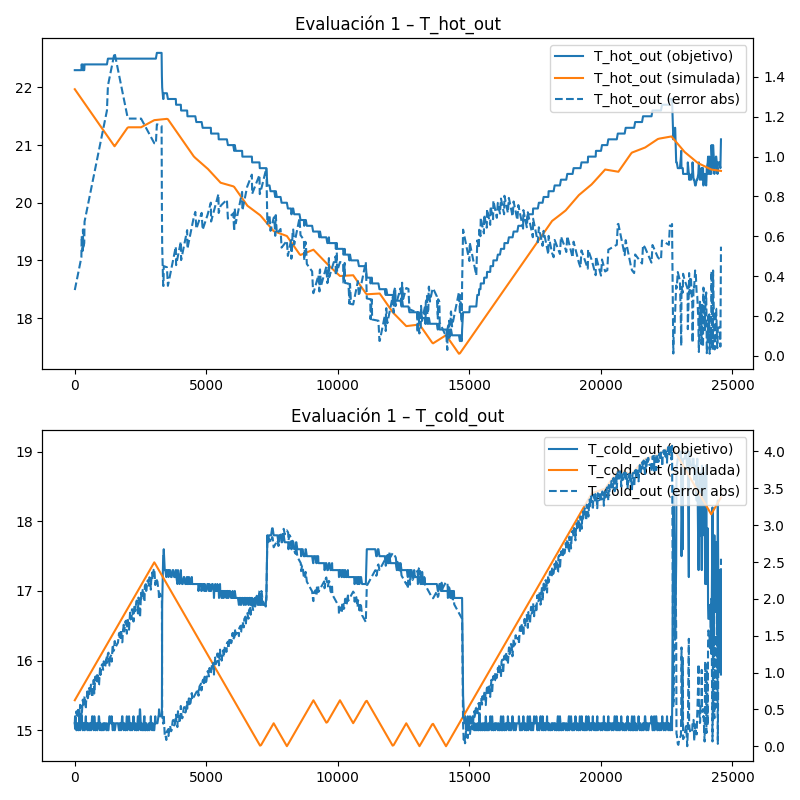 Evaluación 1 – T_hot_out
T_hot_out (objetivo)
T_hot_out (simulada)
T_hot_out (error abs)
22
21
20
19
18
1.4
1.2
1.0
0.8
0.6
0.4
0.2
0.0
0 5000 10000 15000 20000 25000
Evaluación 1 – T_cold_out
T_cold_out (objetivo)
T_cold_out (simulada)
T_cold_out (error abs)
19
18
17
16
15
4.0
3.5
3.0
2.5
2.0
1.5
1.0
0.5
0.0
0 5000 10000 15000 20000 25000